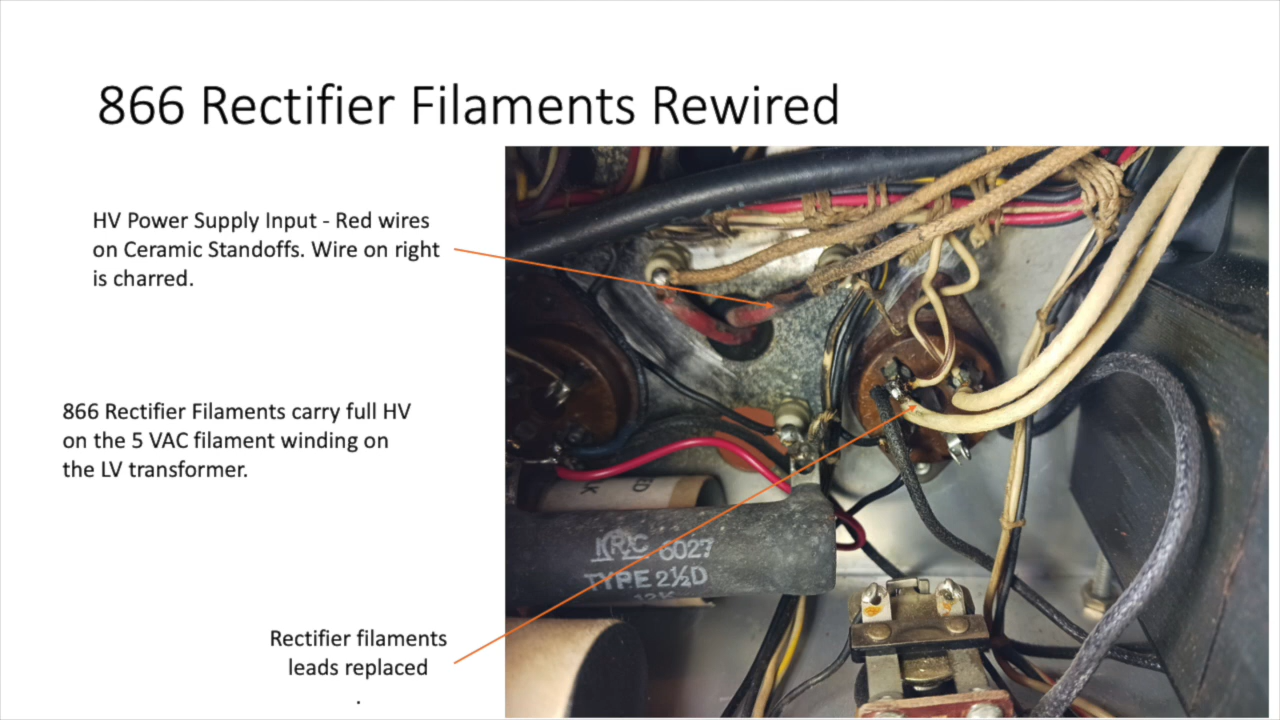 866 Rectifier Filaments Rewired
HV Power Supply Input - Red wires
on Ceramic Standoffs. Wire on right
is charred.
866 Rectifier Filaments carry full HV
on the 5 VAC filament winding on
the LV transformer.
Rectifier filaments
leads replaced
.
KRC 6027
TYPE 2½D